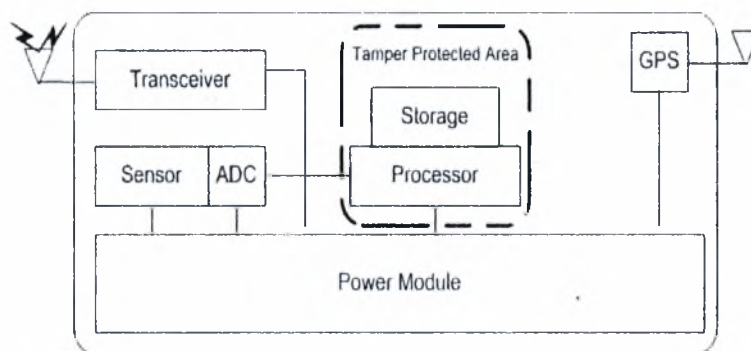 Tamper Protected Area
GPS
Transceiver
Storage
Sensor
ADC
Processor
Power Module